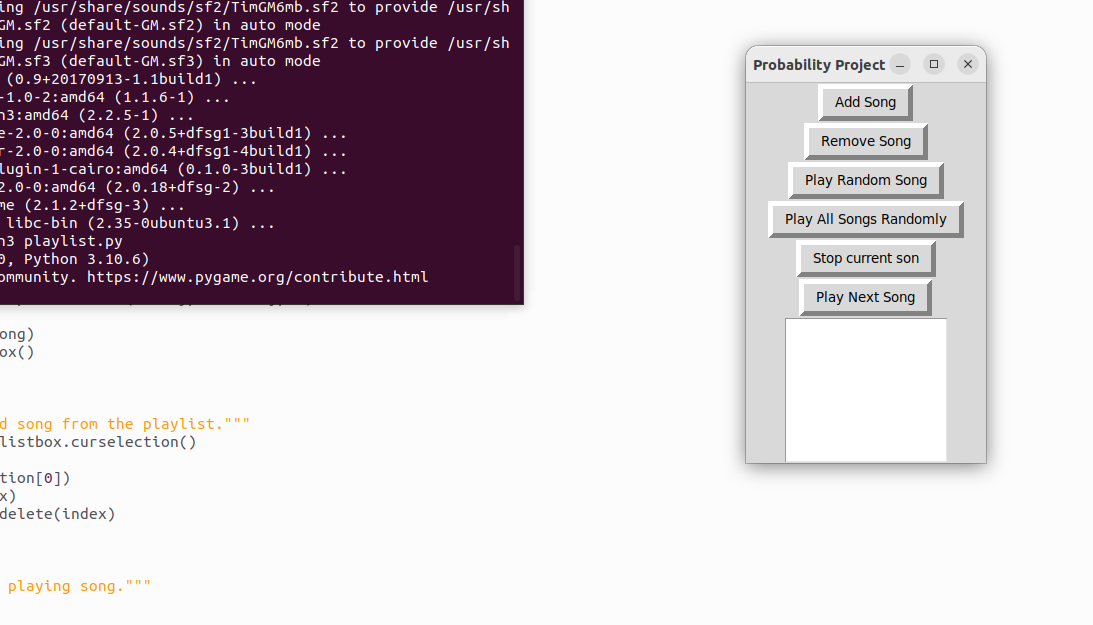 ing /usr/share/sounds/sf2/TimGM6mb.sf2 to provide /usr/sh
GM.sf2 (default-GM.sf2) in auto mode
ing /usr/share/sounds/sf2/TimGM6mb.sf2 to provide /usr/sh
GM.sf3 (default-GM.sf3) in auto mode
(0.9+20170913-1.1build1) ...
-1.0-2:amd64 (1.1.6-1) ...
n3:amd64 (2.2.5-1) ...
e-2.0-0:amd64 (2.0.5+dfsg1-3build1) ...
r-2.0-0:amd64 (2.0.4+dfsg1-4build1) ...
lugin-1-cairo:amd64 (0.1.0-3build1) ...
2.0-0:amd64 (2.0.18+dfsg-2) ...
me (2.1.2+dfsg-3) ...
libc-bin (2.35-0ubuntu3.1) ...
n3 playlist.py
0, Python 3.10.6)
ommunity. https://www.pygame.org/contribute.html
ong)
ox()
d song from the playlist."""
listbox.curselection()
tion[0])
x)
delete(index)
playing song."""
Probability Project
Add Song
Remove Song
Play Random Song
Play All Songs Randomly
Stop current son
Play Next Song